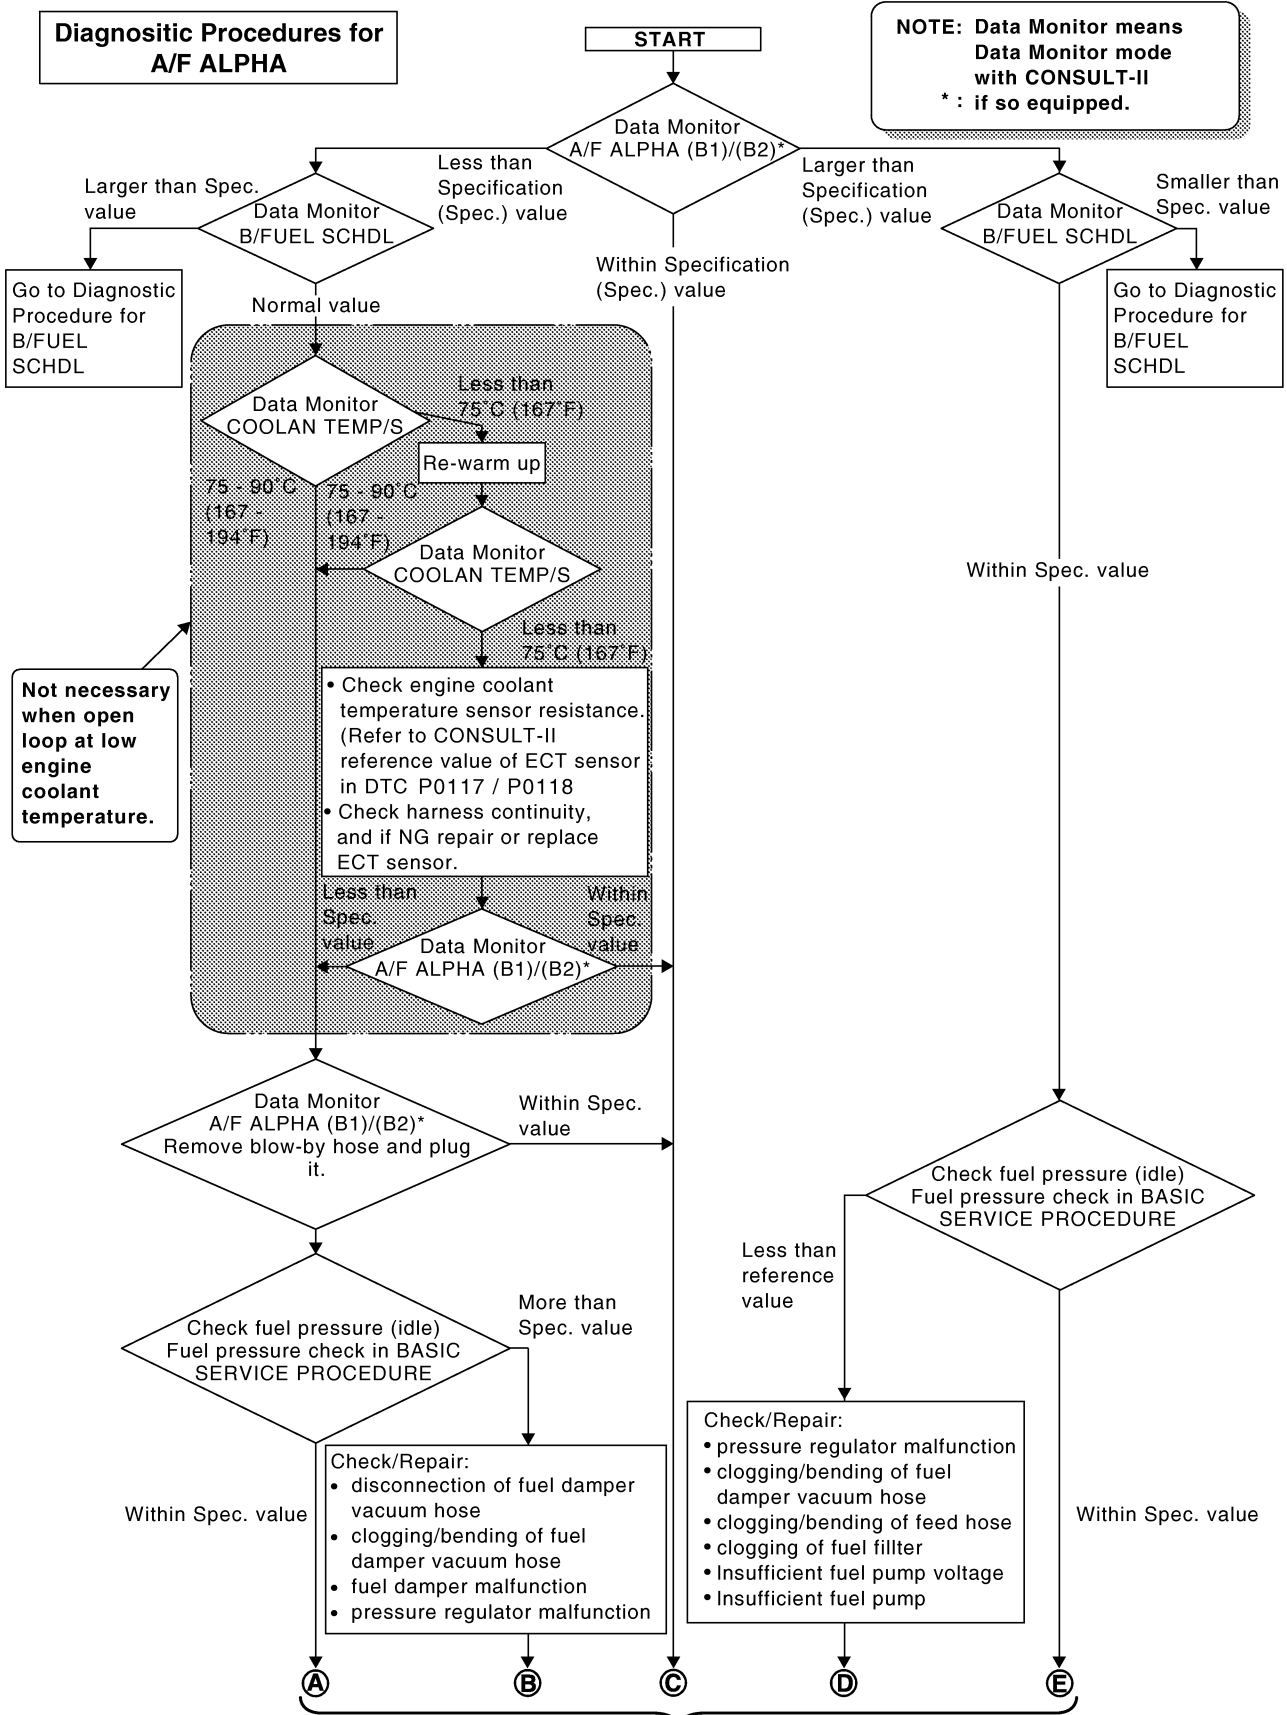 Diagnositic Procedures for
A/F ALPHA
START
NOTE: Data Monitor means
Data Monitor mode
with CONSULT-II
* : if so equipped.
Data Monitor
A/F ALPHA (B1)/(B2)*
Less than
Specification
(Spec.) value
Larger than
Specification
(Spec.) value
Within Specification
(Spec.) value
Larger than Spec.
value
Data Monitor
B/FUEL SCHDL
Data Monitor
B/FUEL SCHDL
Smaller than
Spec. value
Go to Diagnostic
Procedure for
B/FUEL
SCHDL
Normal value
Go to Diagnostic
Procedure for
B/FUEL
SCHDL
Data Monitor
COOLAN TEMP/S
Less than
75˚C (167˚F)
Re-warm up
75 - 90˚C
(167 -
194˚F)
75 - 90˚C
(167 -
194˚F)
Data Monitor
COOLAN TEMP/S
Within Spec. value
Less than
75˚C (167˚F)
Not necessary
when open
loop at low
engine
coolant
temperature.
• Check engine coolant
temperature sensor resistance.
(Refer to CONSULT-II
reference value of ECT sensor
in DTC P0117 / P0118
• Check harness continuity,
and if NG repair or replace
ECT sensor.
Less than
Spec.
value
Within
Spec.
value
Data Monitor
A/F ALPHA (B1)/(B2)*
Data Monitor
A/F ALPHA (B1)/(B2)*
Remove blow-by hose and plug
it.
Within Spec.
value
Check fuel pressure (idle)
Fuel pressure check in BASIC
SERVICE PROCEDURE
Less than
reference
value
Check fuel pressure (idle)
Fuel pressure check in BASIC
SERVICE PROCEDURE
More than
Spec. value
Within Spec. value
Check/Repair:
• disconnection of fuel damper
vacuum hose
• clogging/bending of fuel
damper vacuum hose
• fuel damper malfunction
• pressure regulator malfunction
Check/Repair:
• pressure regulator malfunction
• clogging/bending of fuel
damper vacuum hose
• clogging/bending of feed hose
• clogging of fuel fillter
• Insufficient fuel pump voltage
• Insufficient fuel pump
Within Spec. value
A
B
C
D
E